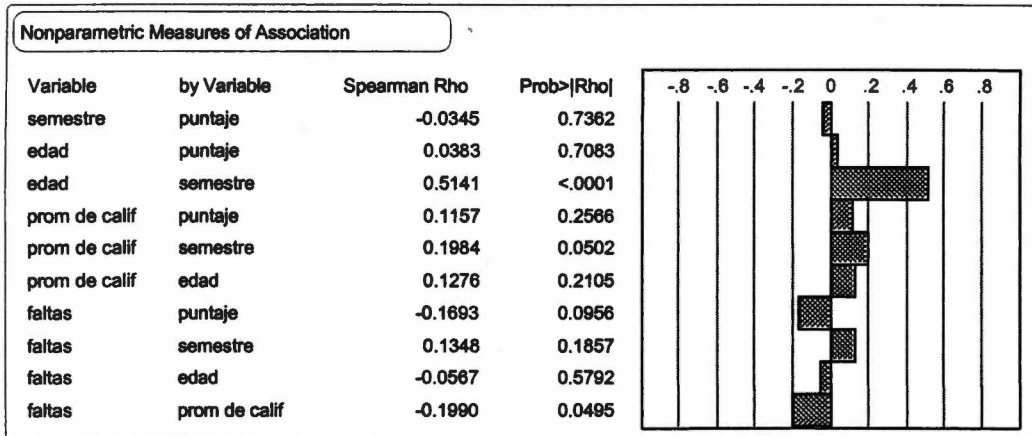 Nonparametric Measures of Association
Variable by Variable Spearman Rho Prob>|Rho| -.8 -.6 -.4 -.2 0 .2 .4 .6 .8
semestre puntaje -0.0345 0.7362
edad puntaje 0.0383 0.7083
edad semestre 0.5141 <.0001
prom de calif puntaje 0.1157 0.2566
prom de calif semestre 0.1984 0.0502
prom de calif edad 0.1276 0.2105
faltas puntaje -0.1693 0.0956
faltas semestre 0.1348 0.1857
faltas edad -0.0567 0.5792
faltas prom de calif -0.1990 0.0495